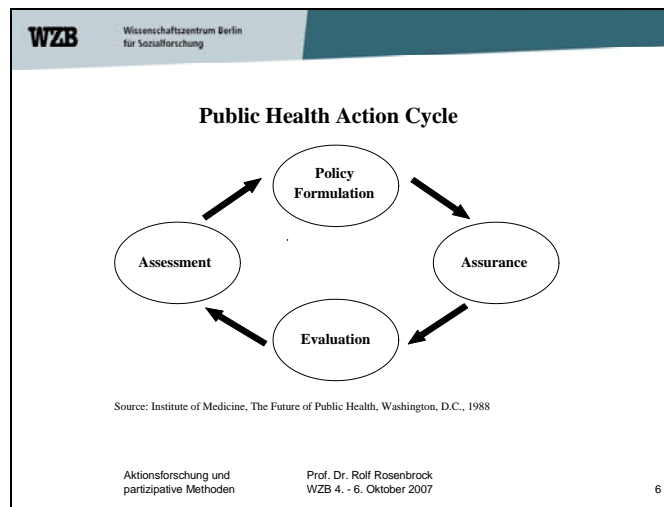 WZB
Wissenschaftszentrum Berlin
für Sozialforschung
Public Health Action Cycle
Policy
Formulation
Assessment
Assurance
Evaluation
Source: Institute of Medicine, The Future of Public Health, Washington, D.C., 1988
Aktionsforschung und
partizipative Methoden
Prof. Dr. Rolf Rosenbrock
WZB 4. - 6. Oktober 2007
6